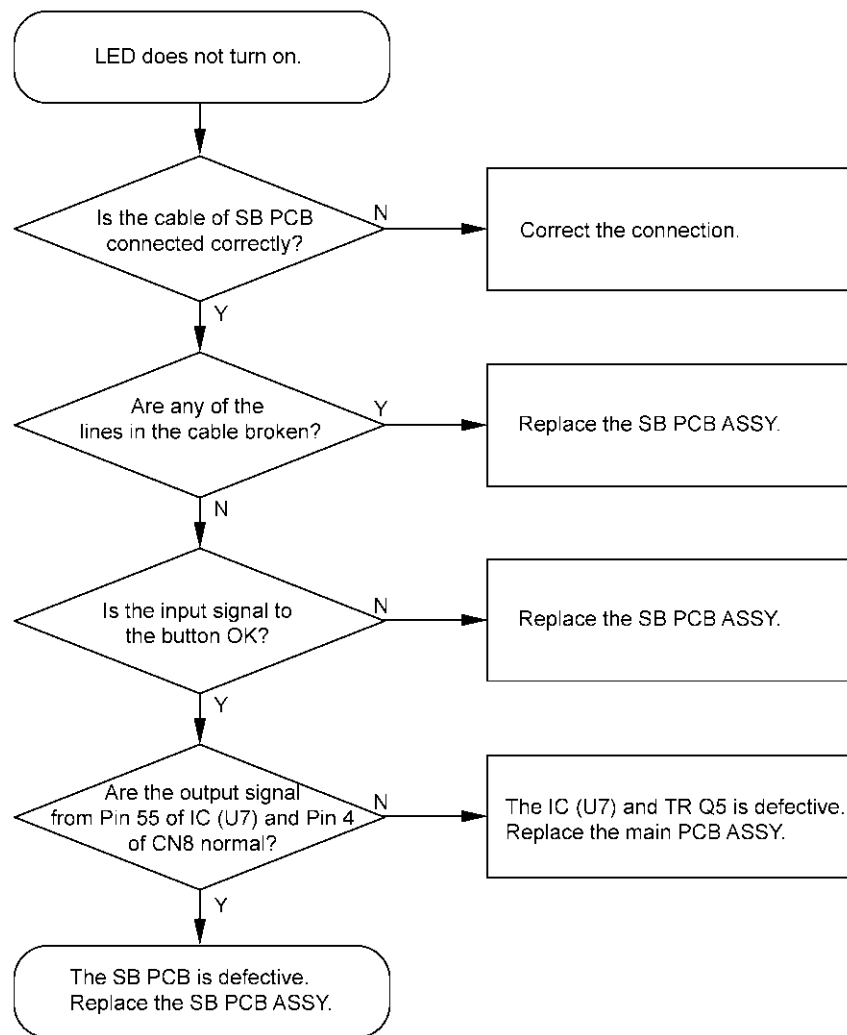 LED does not turn on.
Is the cable of SB PCB
connected correctly?
N
Correct the connection.
Y
Are any of the
lines in the cable broken?
Y
Replace the SB PCB ASSY.
N
Is the input signal to
the button OK?
N
Replace the SB PCB ASSY.
Y
Are the output signal
from Pin 55 of IC (U7) and Pin 4
of CN8 normal?
N
The IC (U7) and TR Q5 is defective.
Replace the main PCB ASSY.
Y
The SB PCB is defective.
Replace the SB PCB ASSY.